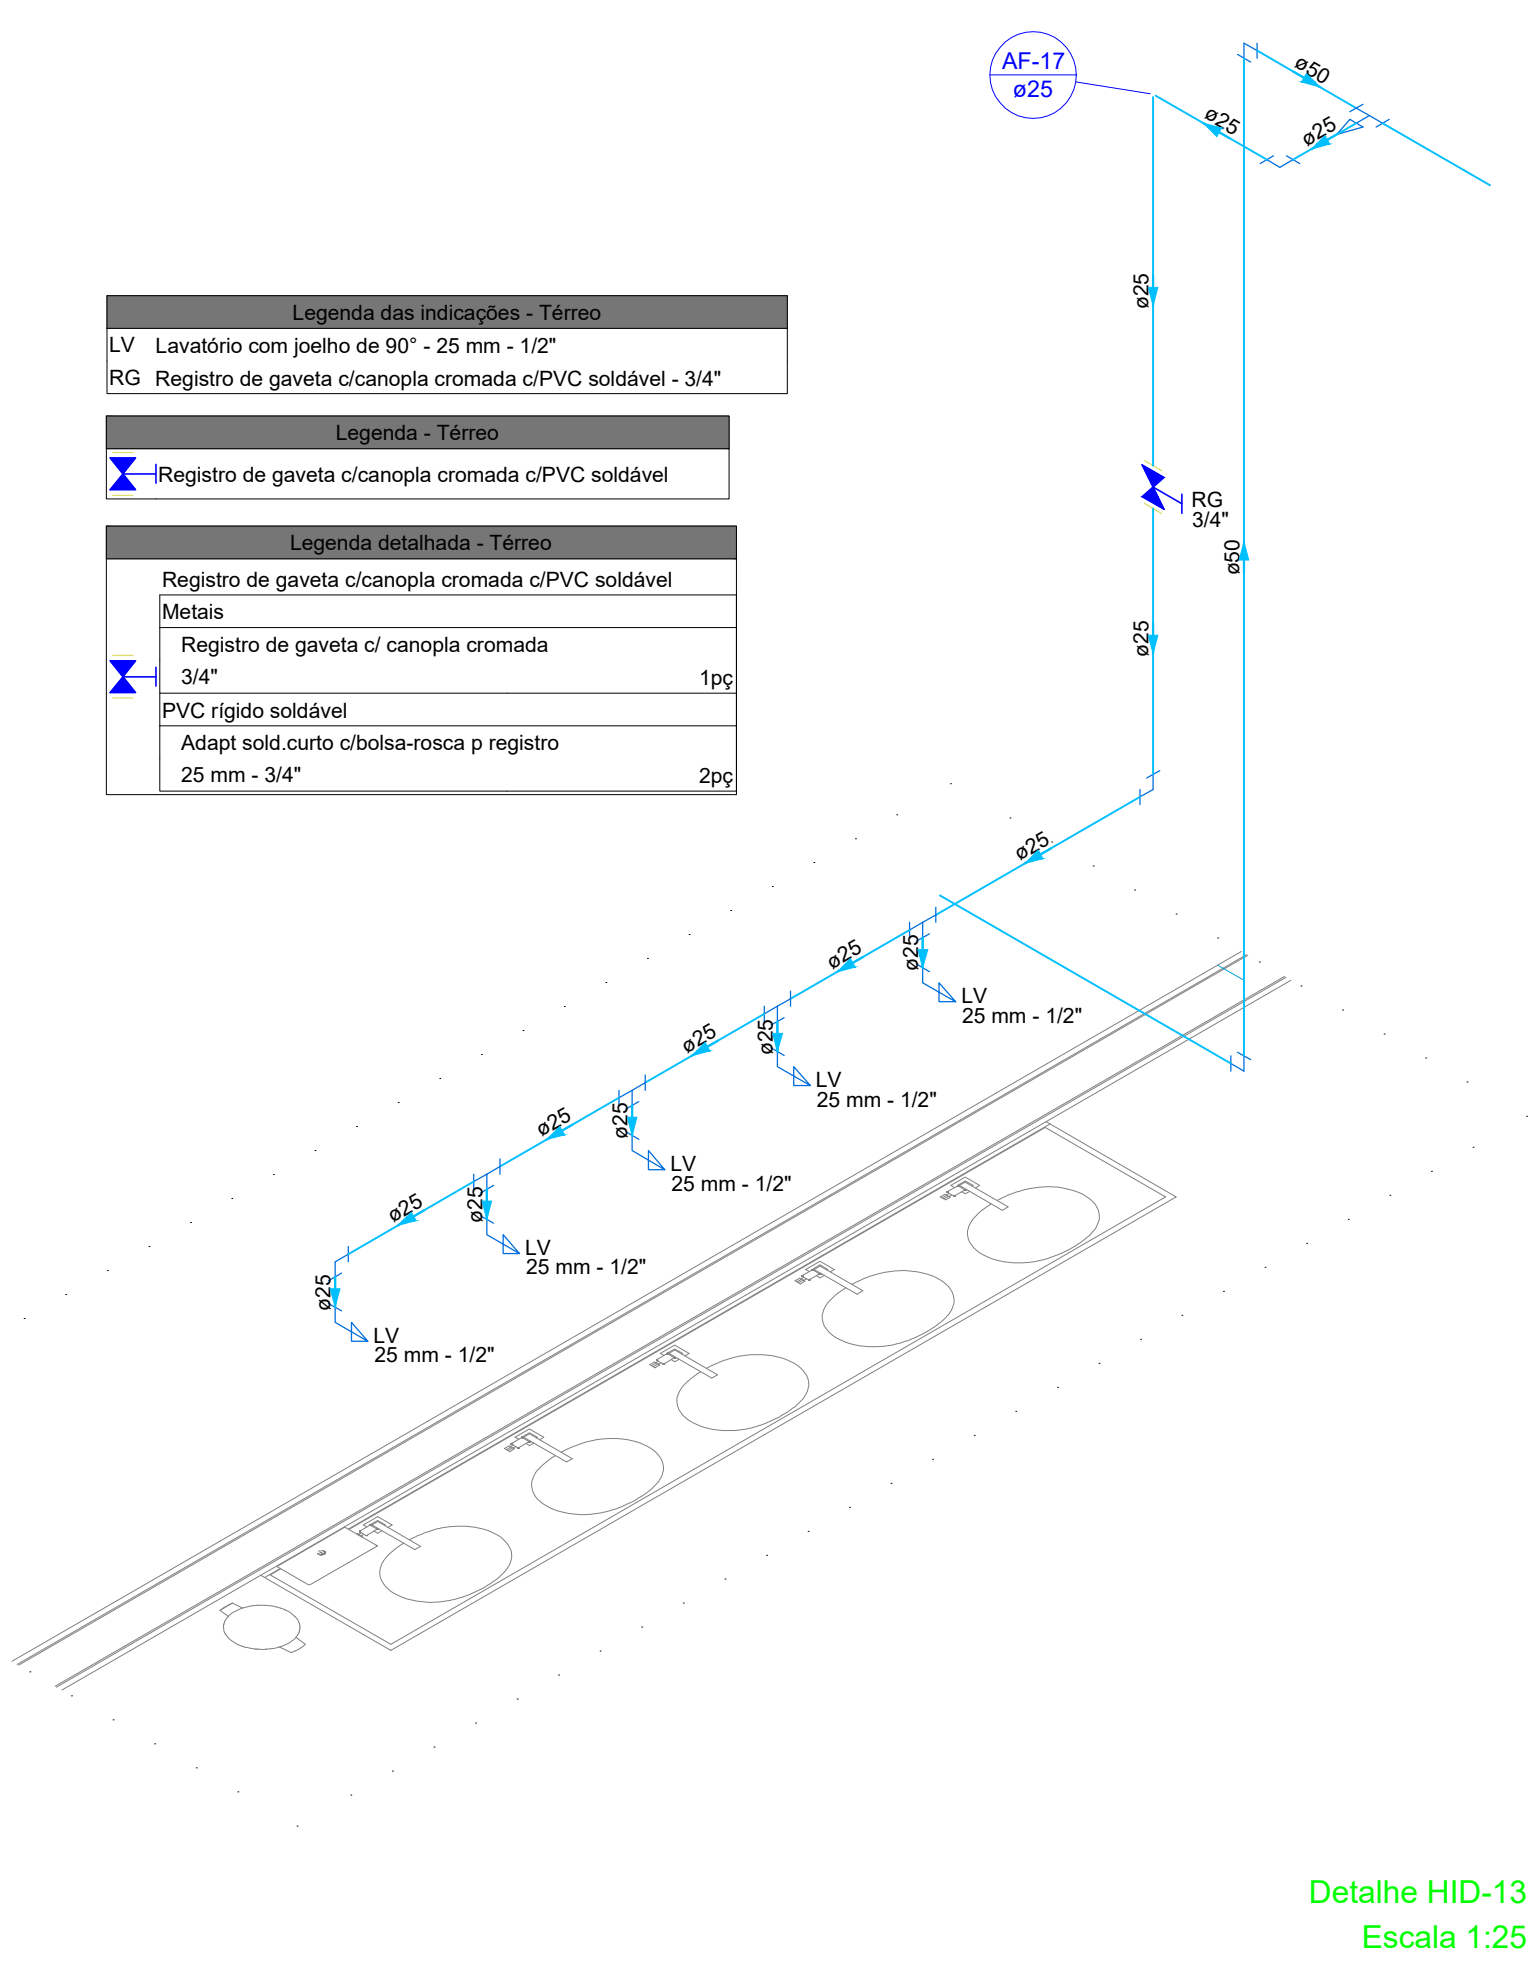 AF-17
ø25
ø50
ø25
ø25
ø25
Legenda das indicações - Térreo
LV Lavatório com joelho de 90° - 25 mm - 1/2"
RG Registro de gaveta c/canopla cromada c/PVC soldável - 3/4"
Legenda - Térreo
Registro de gaveta c/canopla cromada c/PVC soldável
RG
3/4"
Legenda detalhada - Térreo
Registro de gaveta c/canopla cromada c/PVC soldável
Metais
Registro de gaveta c/ canopla cromada
3/4" 1pç
PVC rígido soldável
Adapt sold.curto c/bolsa-rosca p registro
25 mm - 3/4" 2pç
ø50
ø25
ø25
ø25
ø25
LV
25 mm - 1/2"
ø25
ø25
LV
25 mm - 1/2"
ø25
ø25
LV
25 mm - 1/2"
ø25
ø25
LV
25 mm - 1/2"
ø25
LV
25 mm - 1/2"
Detalhe HID-13
Escala 1:25